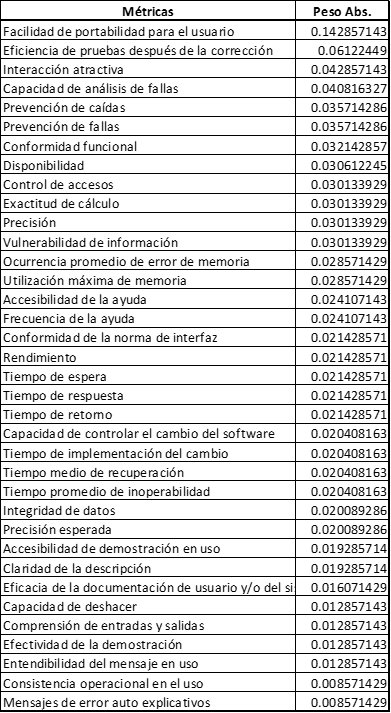 Métricas Peso Abs.
Facilidad de portabilidad para el usuario 0.142857143
Eficiencia de pruebas después de la corrección 0.06122449
Interacción atractiva 0.042857143
Capacidad de análisis de fallas 0.040816327
Prevención de caídas 0.035714286
Prevención de fallas 0.035714286
Conformidad funcional 0.032142857
Disponibilidad 0.030612245
Control de accesos 0.030133929
Exactitud de cálculo 0.030133929
Precisión 0.030133929
Vulnerabilidad de información 0.030133929
Ocurrencia promedio de error de memoria 0.028571429
Utilización máxima de memoria 0.028571429
Accesibilidad de la ayuda 0.024107143
Frecuencia de la ayuda 0.024107143
Conformidad de la norma de interfaz 0.021428571
Rendimiento 0.021428571
Tiempo de espera 0.021428571
Tiempo de respuesta 0.021428571
Tiempo de retorno 0.021428571
Capacidad de controlar el cambio del software 0.020408163
Tiempo de implementación del cambio 0.020408163
Tiempo medio de recuperación 0.020408163
Tiempo promedio de inoperabilidad 0.020408163
Integridad de datos 0.020089286
Precisión esperada 0.020089286
Accesibilidad de demostración en uso 0.019285714
Claridad de la descripción 0.019285714
Eficacia de la documentación de usuario y/o del si 0.016071429
Capacidad de deshacer 0.012857143
Comprensión de entradas y salidas 0.012857143
Efectividad de la demostración 0.012857143
Entendibilidad del mensaje en uso 0.012857143
Consistencia operacional en el uso 0.008571429
Mensajes de error auto explicativos 0.008571429